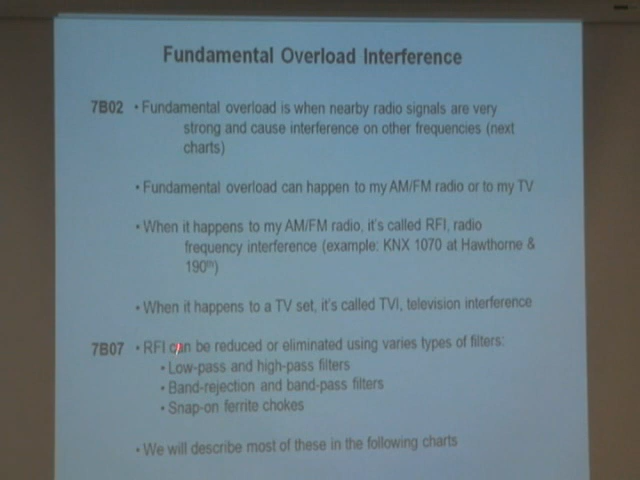 Fundamental Overload Interference
7B02 • Fundamental overload is when nearby radio signals are very
strong and cause interference on other frequencies (next
charts)
• Fundamental overload can happen to my AM/FM radio or to my TV
• When it happens to my AM/FM radio, it's called RFI, radio
frequency interference (example: KNX 1070 at Hawthorne &
190th)
• When it happens to a TV set, it's called TVI, television interference
7B07 • RFI can be reduced or eliminated using varies types of filters:
• Low-pass and high-pass filters
• Band-rejection and band-pass filters
• Snap-on ferrite chokes
• We will describe most of these in the following charts